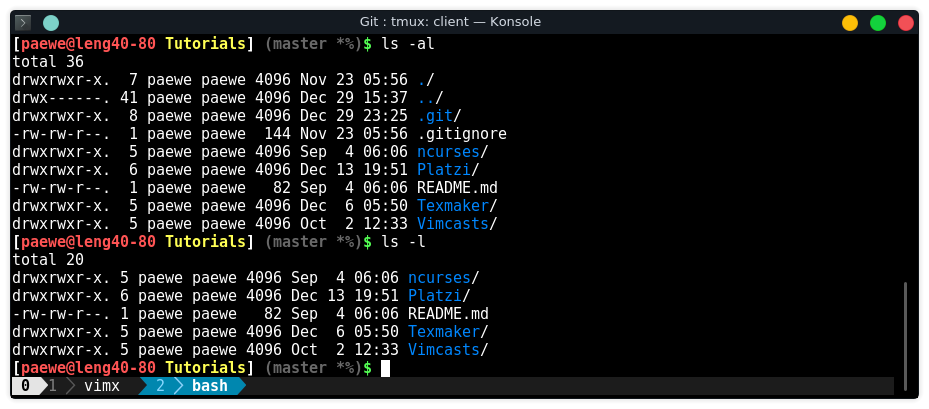 Git : tmux: client — Konsole
[paewe@leng40-80 Tutorials] (master *%)$ ls -al
total 36
drwxrwxr-x.  7 paewe paewe 4096 Nov 23 05:56 ./
drwx------. 41 paewe paewe 4096 Dec 29 15:37 ../
drwxrwxr-x.  8 paewe paewe 4096 Dec 29 23:25 .git/
-rw-rw-r--.  1 paewe paewe  144 Nov 23 05:56 .gitignore
drwxrwxr-x.  5 paewe paewe 4096 Sep  4 06:06 ncurses/
drwxrwxr-x.  6 paewe paewe 4096 Dec 13 19:51 Platzi/
-rw-rw-r--.  1 paewe paewe   82 Sep  4 06:06 README.md
drwxrwxr-x.  5 paewe paewe 4096 Dec  6 05:50 Texmaker/
drwxrwxr-x.  5 paewe paewe 4096 Oct  2 12:33 Vimcasts/
[paewe@leng40-80 Tutorials] (master *%)$ ls -l
total 20
drwxrwxr-x. 5 paewe paewe 4096 Sep  4 06:06 ncurses/
drwxrwxr-x. 6 paewe paewe 4096 Dec 13 19:51 Platzi/
-rw-rw-r--. 1 paewe paewe   82 Sep  4 06:06 README.md
drwxrwxr-x. 5 paewe paewe 4096 Dec  6 05:50 Texmaker/
drwxrwxr-x. 5 paewe paewe 4096 Oct  2 12:33 Vimcasts/
[paewe@leng40-80 Tutorials] (master *%)$
0 1 vimx 2 bash